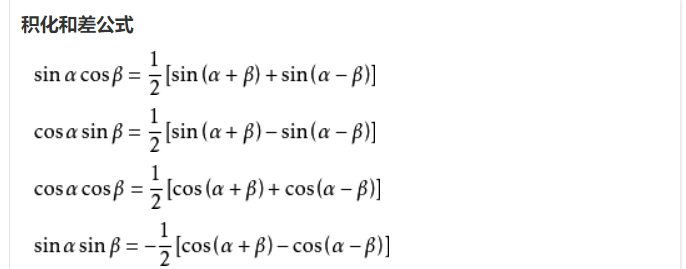 积化和差公式
sin α cos β = 1/2 [sin (α + β) + sin(α − β)]
cos α sin β = 1/2 [sin (α + β) − sin(α − β)]
cos α cos β = 1/2 [cos (α + β) + cos(α − β)]
sin α sin β = −1/2 [cos(α + β) − cos(α − β)]